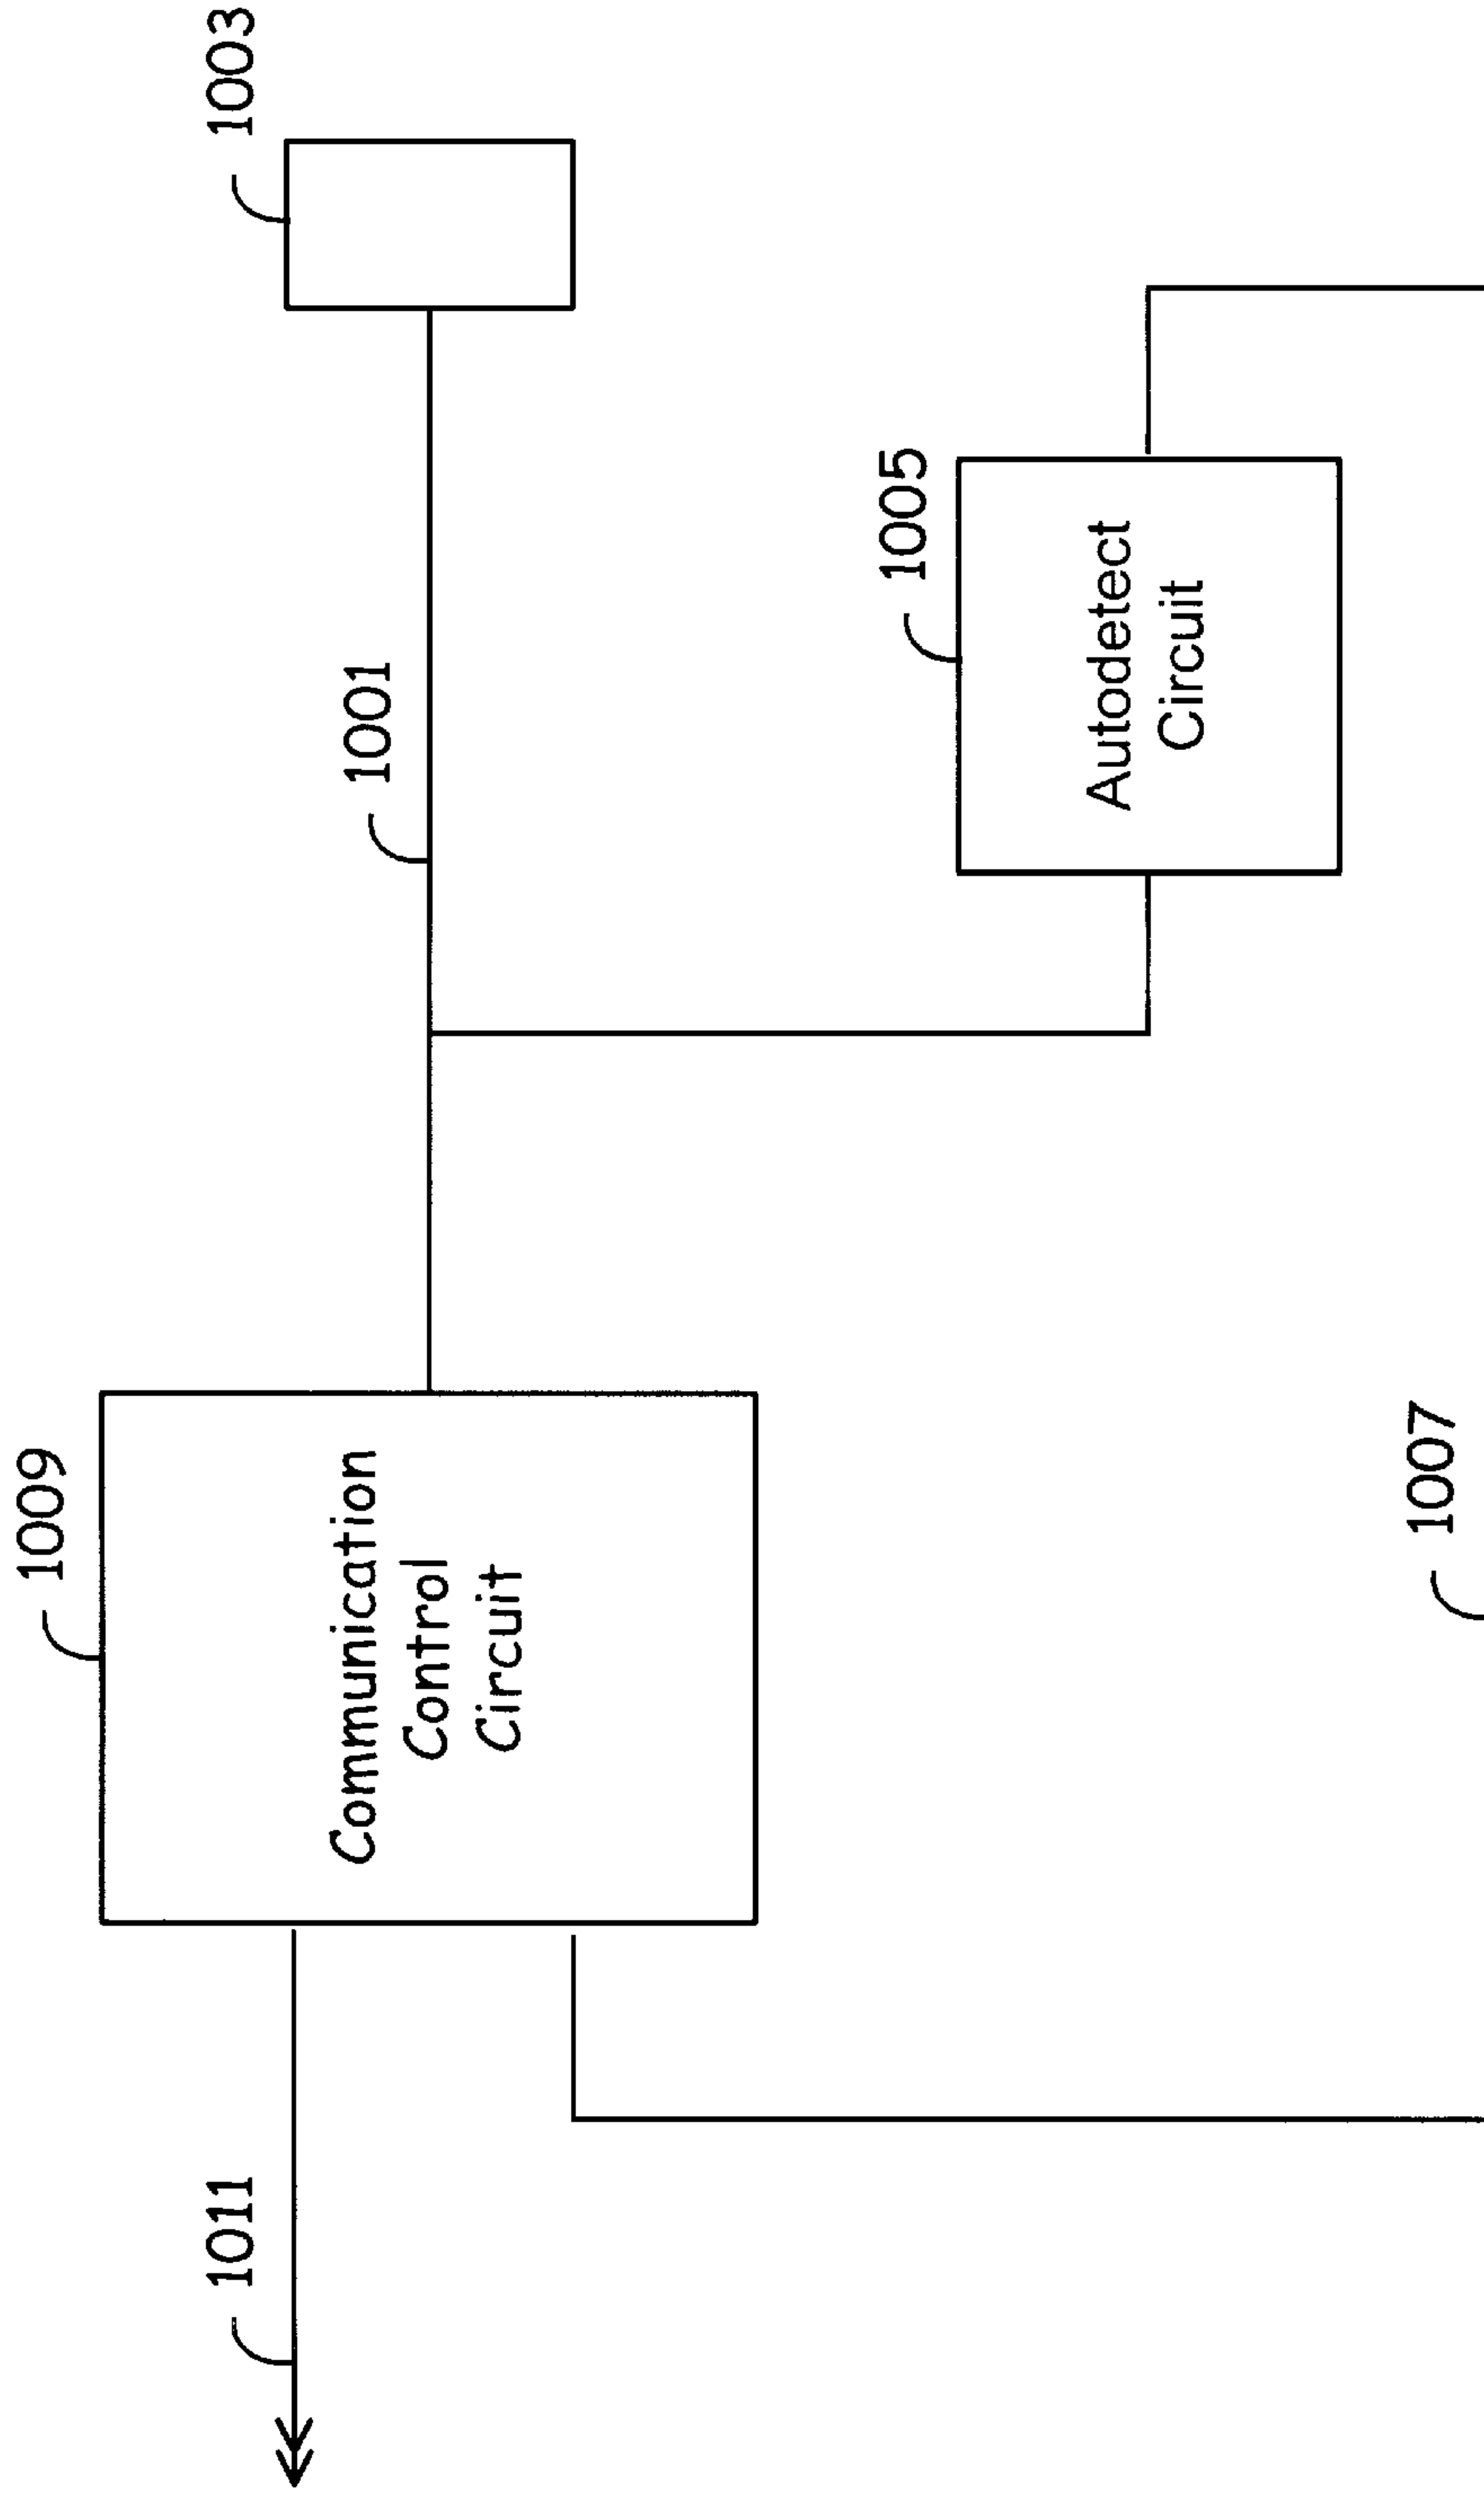 1009
1011
Communication
Control
Circuit
1003
1001
1005
Autodetect
Circuit
1007